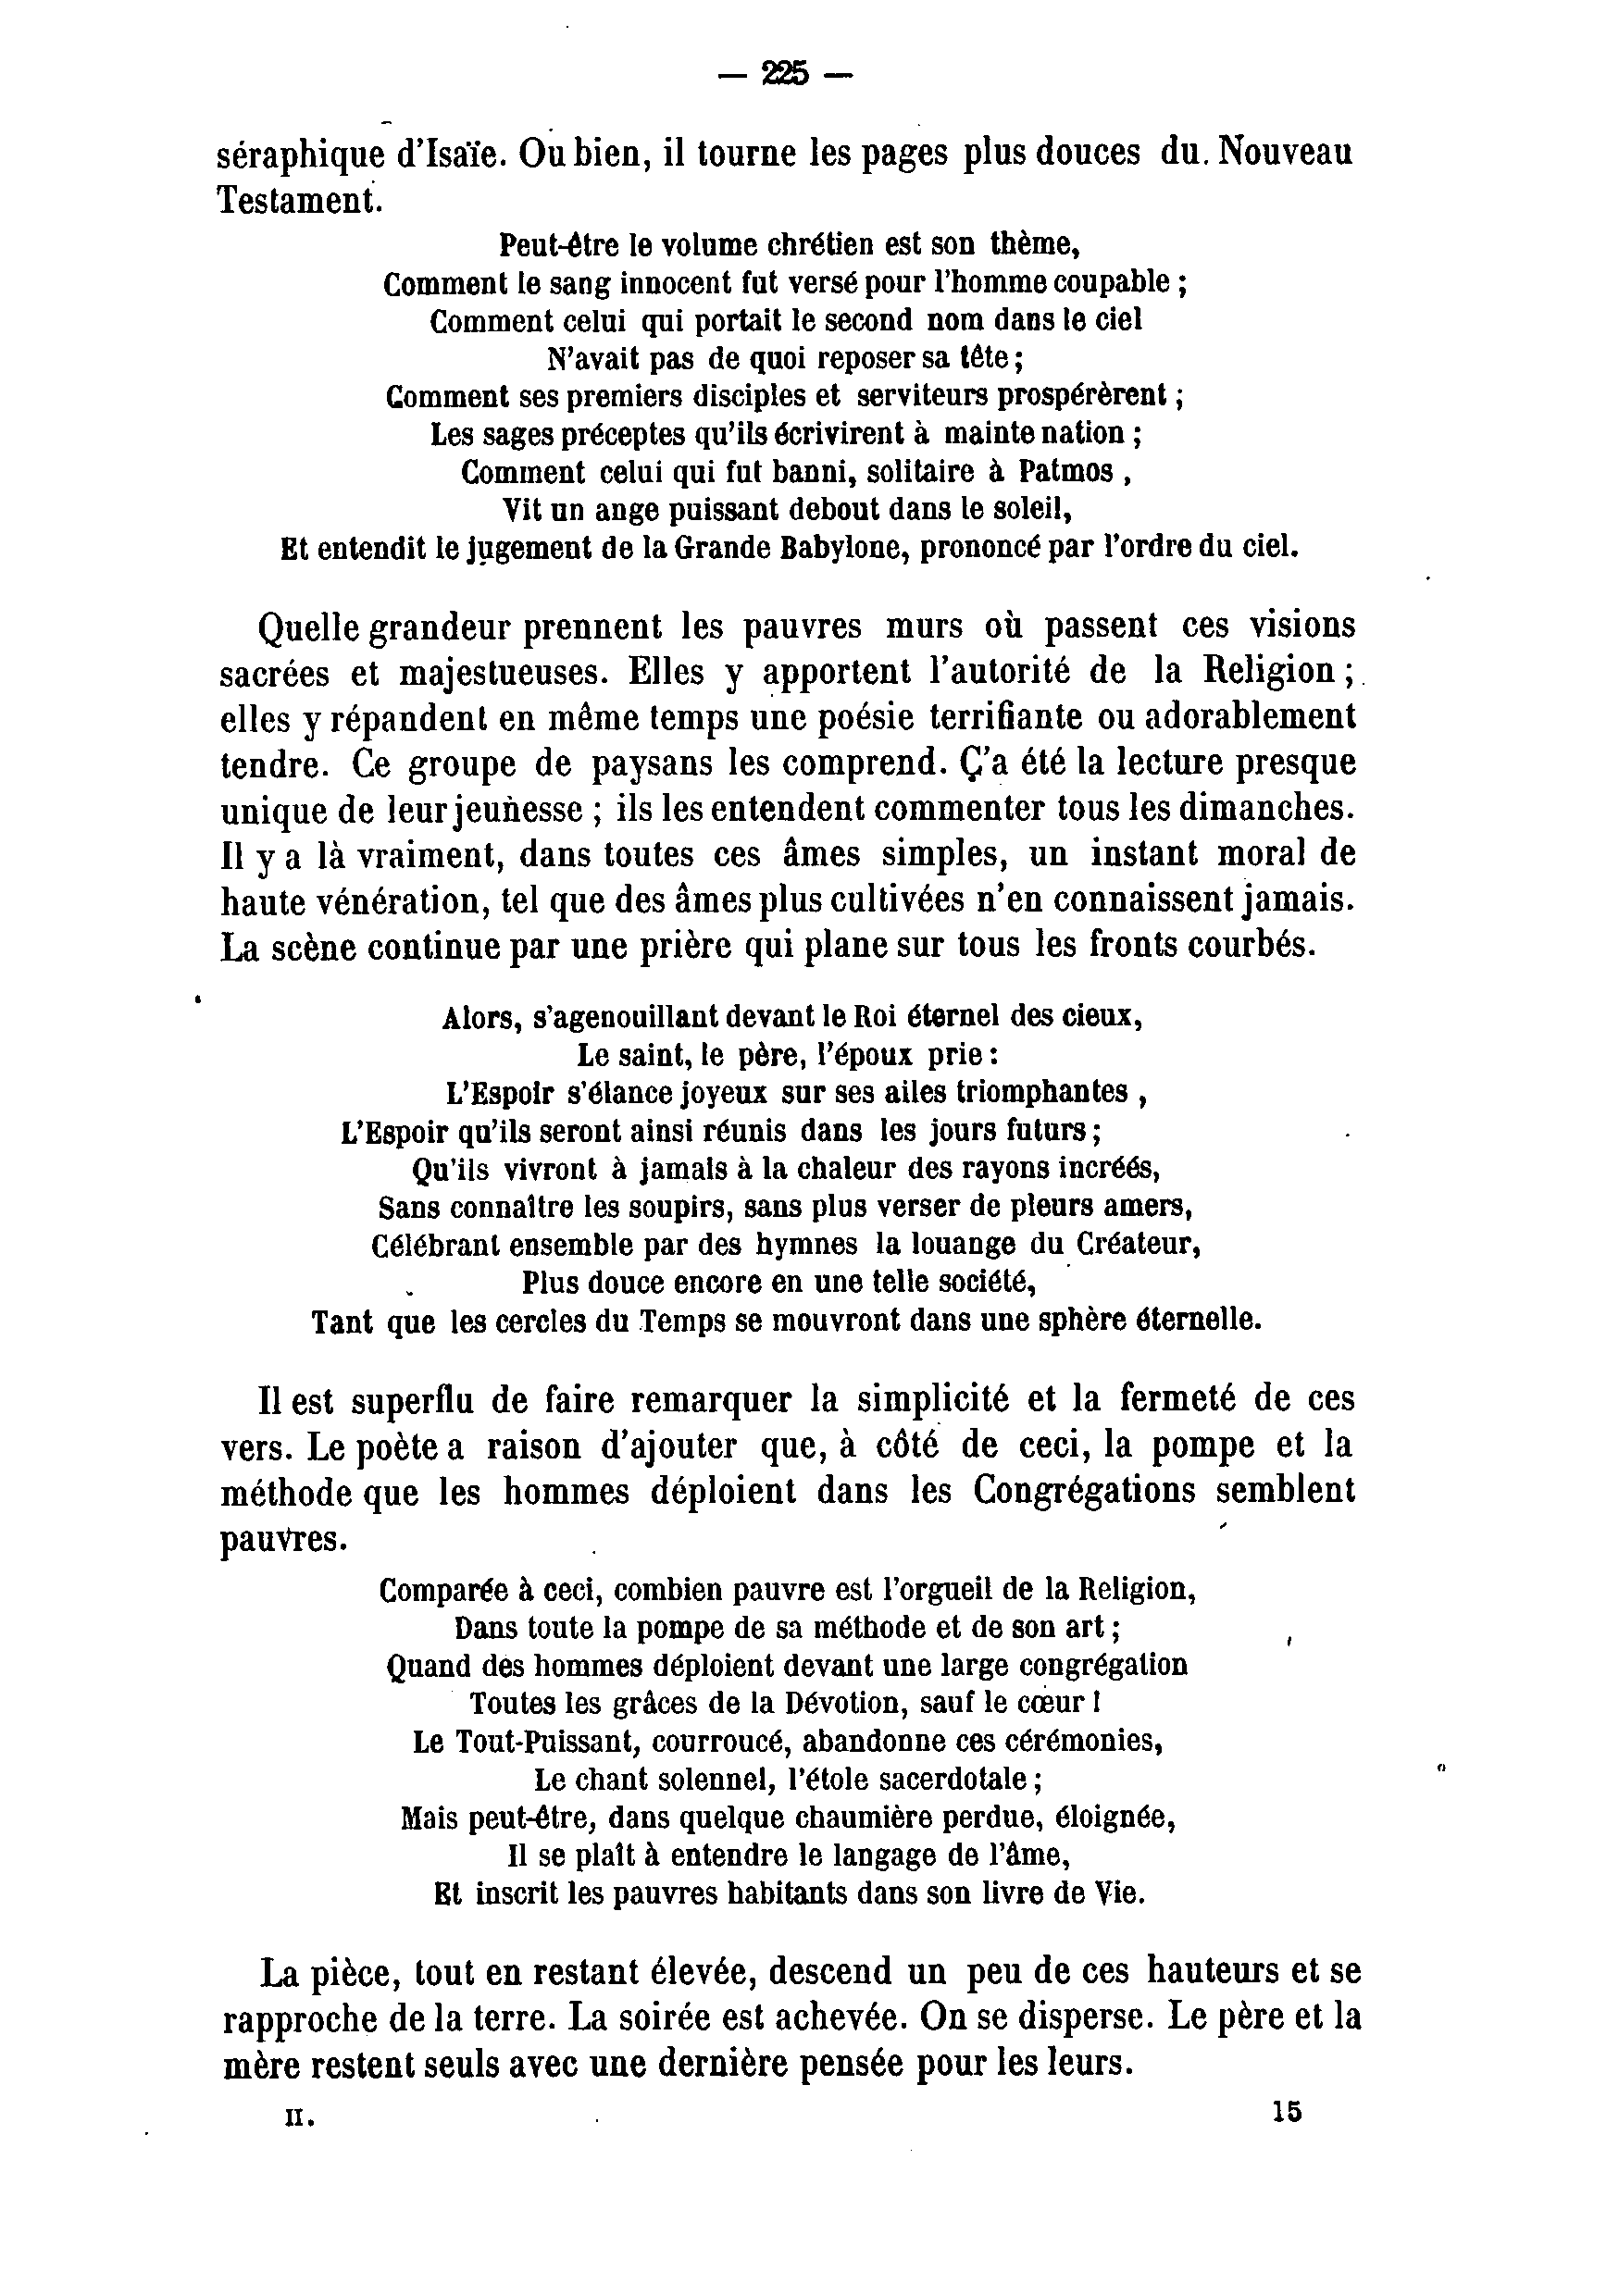 — 225 —
séraphique d'Isaïe. Ou bien, il tourne les pages plus douces du. Nouveau
Testament.
Peut-être le volume chrétien est son thème,
Comment le sang innocent fut versé pour l'homme coupable ;
Comment celui qui portait le second nom dans le ciel
N'avait pas de quoi reposer sa tête ;
Comment ses premiers disciples et serviteurs prospérèrent ;
Les sages préceptes qu'ils écrivirent à mainte nation ;
Comment celui qui fut banni, solitaire à Patmos ,
Vit un ange puissant debout dans le soleil,
Et entendit le jugement de la Grande Babylone, prononcé par l'ordre du ciel.
Quelle grandeur prennent les pauvres murs où passent ces visions
sacrées et majestueuses. Elles y apportent l'autorité de la Religion ;
elles y répandent en même temps une poésie terrifiante ou adorablement
tendre. Ce groupe de paysans les comprend. Ç'a été la lecture presque
unique de leur jeunesse ; ils les entendent commenter tous les dimanches.
Il y a là vraiment, dans toutes ces âmes simples, un instant moral de
haute vénération, tel que des âmes plus cultivées n'en connaissent jamais.
La scène continue par une prière qui plane sur tous les fronts courbés.
Alors, s'agenouillant devant le Roi éternel des cieux,
Le saint, le père, l'époux prie :
L'Espoir s'élance joyeux sur ses ailes triomphantes ,
L'Espoir qu'ils seront ainsi réunis dans les jours futurs ;
Qu'ils vivront à jamais à la chaleur des rayons incréés,
Sans connaître les soupirs, sans plus verser de pleurs amers,
Célébrant ensemble par des hymnes la louange du Créateur,
Plus douce encore en une telle société,
Tant que les cercles du Temps se mouvront dans une sphère éternelle.
Il est superflu de faire remarquer la simplicité et la fermeté de ces
vers. Le poète a raison d'ajouter que, à côté de ceci, la pompe et la
méthode que les hommes déploient dans les Congrégations semblent
pauvres.
Comparée à ceci, combien pauvre est l'orgueil de la Religion,
Dans toute la pompe de sa méthode et de son art ;
Quand des hommes déploient devant une large congrégation
Toutes les grâces de la Dévotion, sauf le cœur !
Le Tout-Puissant, courroucé, abandonne ces cérémonies,
Le chant solennel, l'étole sacerdotale ;
Mais peut-être, dans quelque chaumière perdue, éloignée,
Il se plaît à entendre le langage de l'âme,
Et inscrit les pauvres habitants dans son livre de Vie.
La pièce, tout en restant élevée, descend un peu de ces hauteurs et se
rapproche de la terre. La soirée est achevée. On se disperse. Le père et la
mère restent seuls avec une dernière pensée pour les leurs.
II. 15